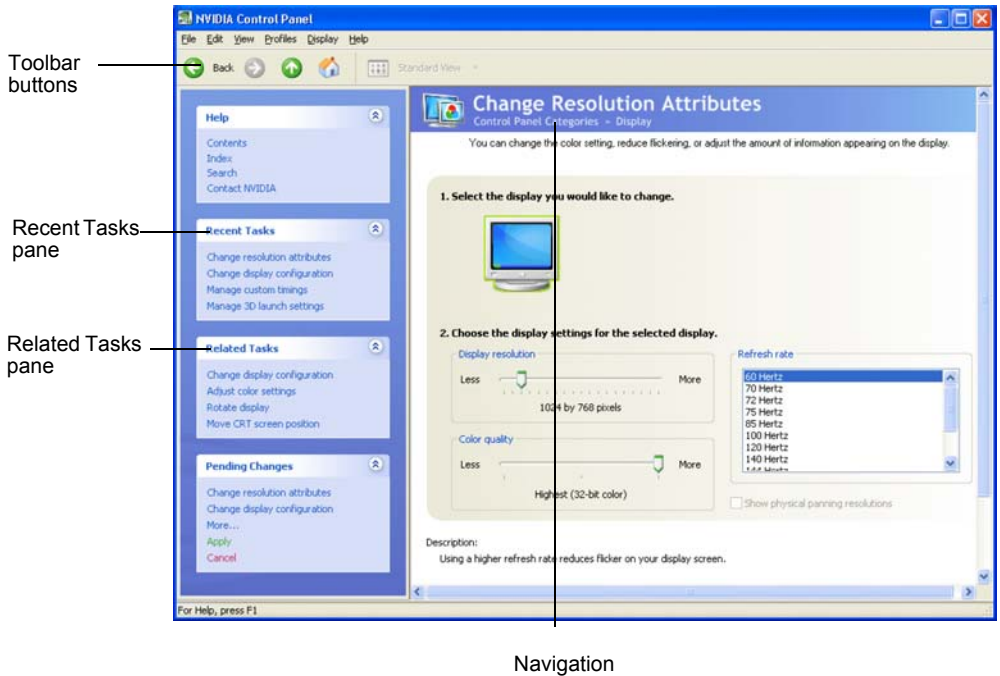 NVIDIA Control Panel
File Edit View Profiles Display Help
Toolbar
buttons
Back
Standard View
Change Resolution Attributes
Control Panel Categories - Display
You can change the color setting, reduce flickering, or adjust the amount of information appearing on the display.
Help
Contents
Index
Search
Contact NVIDIA
Recent Tasks
pane
Recent Tasks
Change resolution attributes
Change display configuration
Manage custom timings
Manage 3D launch settings
Related Tasks
pane
Related Tasks
Change display configuration
Adjust color settings
Rotate display
Move CRT screen position
Pending Changes
Change resolution attributes
Change display configuration
More...
Apply
Cancel
1. Select the display you would like to change.
2. Choose the display settings for the selected display.
Display resolution
Less More
1024 by 768 pixels
Color quality
Less More
Highest (32-bit color)
Refresh rate
60 Hertz
70 Hertz
72 Hertz
75 Hertz
85 Hertz
100 Hertz
120 Hertz
140 Hertz
144 Hertz
Show physical panning resolutions
Description:
Using a higher refresh rate reduces flicker on your display screen.
For Help, press F1
Navigation